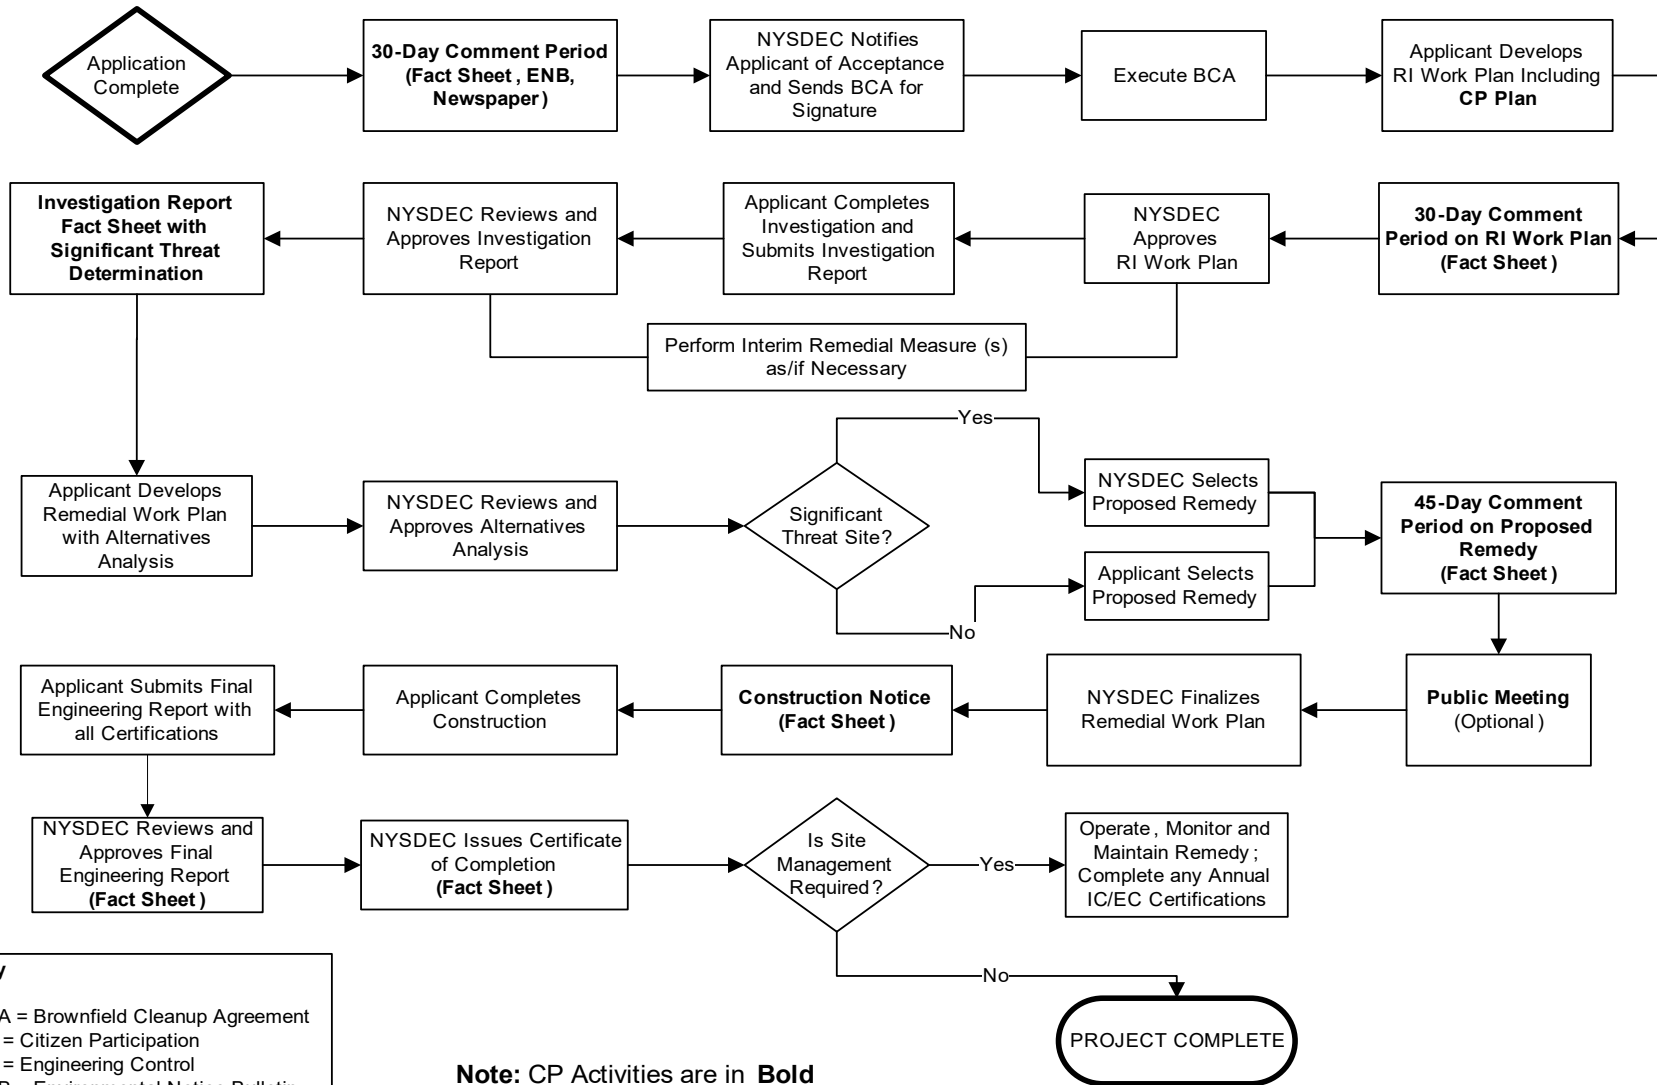 Application
Complete
30-Day Comment Period
(Fact Sheet, ENB,
Newspaper)
NYSDEC Notifies
Applicant of Acceptance
and Sends BCA for
Signature
Execute BCA
Applicant Develops
RI Work Plan Including
CP Plan
30-Day Comment
Period on RI Work Plan
(Fact Sheet)
NYSDEC
Approves
RI Work Plan
Applicant Completes
Investigation and
Submits Investigation
Report
NYSDEC Reviews and
Approves Investigation
Report
Investigation Report
Fact Sheet with
Significant Threat
Determination
Perform Interim Remedial Measure (s)
as/if Necessary
Applicant Develops
Remedial Work Plan
with Alternatives
Analysis
NYSDEC Reviews and
Approves Alternatives
Analysis
Significant
Threat Site?
Yes
No
NYSDEC Selects
Proposed Remedy
Applicant Selects
Proposed Remedy
45-Day Comment
Period on Proposed
Remedy
(Fact Sheet)
Public Meeting
(Optional)
NYSDEC Finalizes
Remedial Work Plan
Construction Notice
(Fact Sheet)
Applicant Completes
Construction
Applicant Submits Final
Engineering Report with
all Certifications
NYSDEC Reviews and
Approves Final
Engineering Report
(Fact Sheet)
NYSDEC Issues Certificate
of Completion
(Fact Sheet)
Is Site
Management
Required?
Yes
Operate, Monitor and
Maintain Remedy;
Complete any Annual
IC/EC Certifications
No
PROJECT COMPLETE
y
A = Brownfield Cleanup Agreement
= Citizen Participation
= Engineering Control
= Environmental Notice Bulletin
Note: CP Activities are in Bold